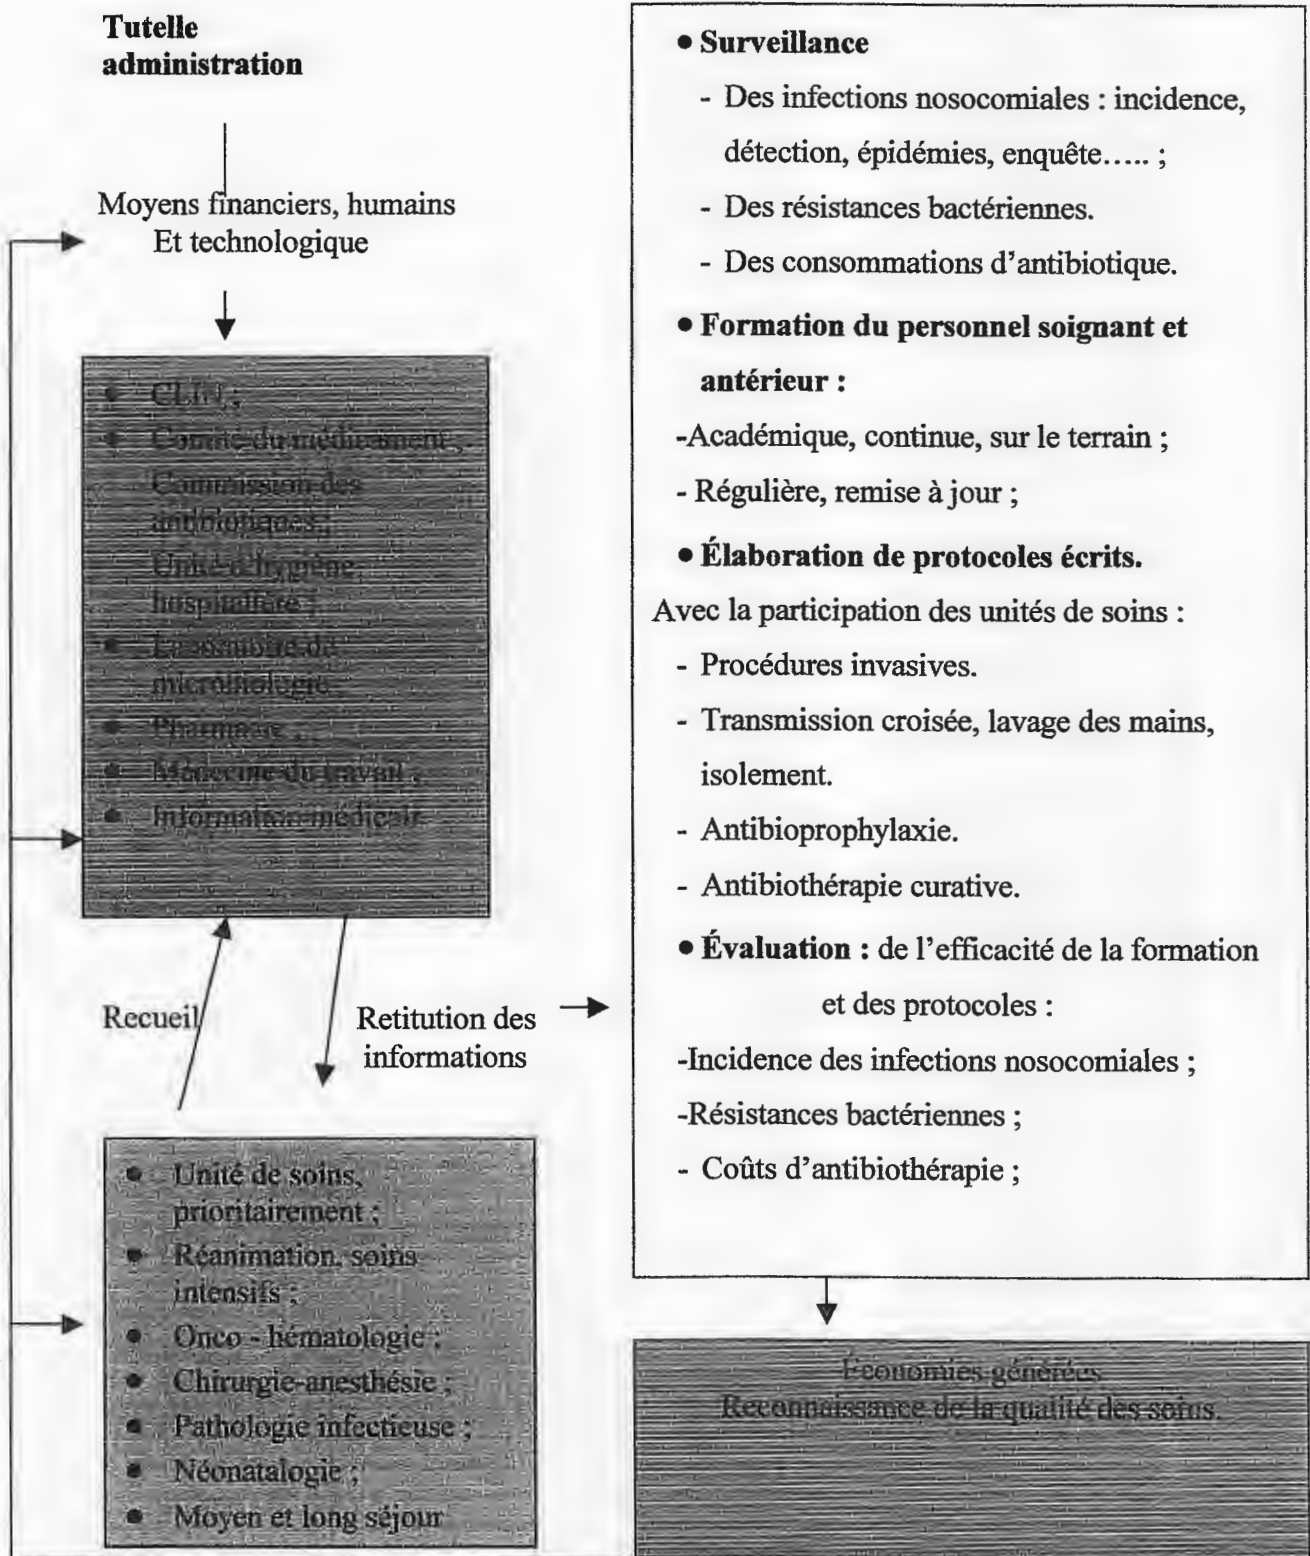 Tutelle
administration
Moyens financiers, humains
Et technologique
• CLIN ;
• Comité du médicament ;
Commission des
antibiotiques ;
Unité d'hygiène
hospitalière ;
• Laboratoire de
microbiologie
• Pharmacie ;
• Médecine du travail ;
• Information médicale
Recueil
Retitution des
informations
• Unité de soins,
prioritairement ;
• Réanimation, soins
intensifs ;
• Onco - hématologie ;
• Chirurgie-anesthésie ;
• Pathologie infectieuse ;
• Néonatalogie ;
• Moyen et long séjour
• Surveillance
- Des infections nosocomiales : incidence,
détection, épidémies, enquête….. ;
- Des résistances bactériennes.
- Des consommations d’antibiotique.
• Formation du personnel soignant et
antérieur :
-Académique, continue, sur le terrain ;
- Régulière, remise à jour ;
• Élaboration de protocoles écrits.
Avec la participation des unités de soins :
- Procédures invasives.
- Transmission croisée, lavage des mains,
isolement.
- Antibioprophylaxie.
- Antibiothérapie curative.
• Évaluation : de l’efficacité de la formation
et des protocoles :
-Incidence des infections nosocomiales ;
-Résistances bactériennes ;
- Coûts d’antibiothérapie ;
Économies générées
Reconnaissance de la qualité des soins.